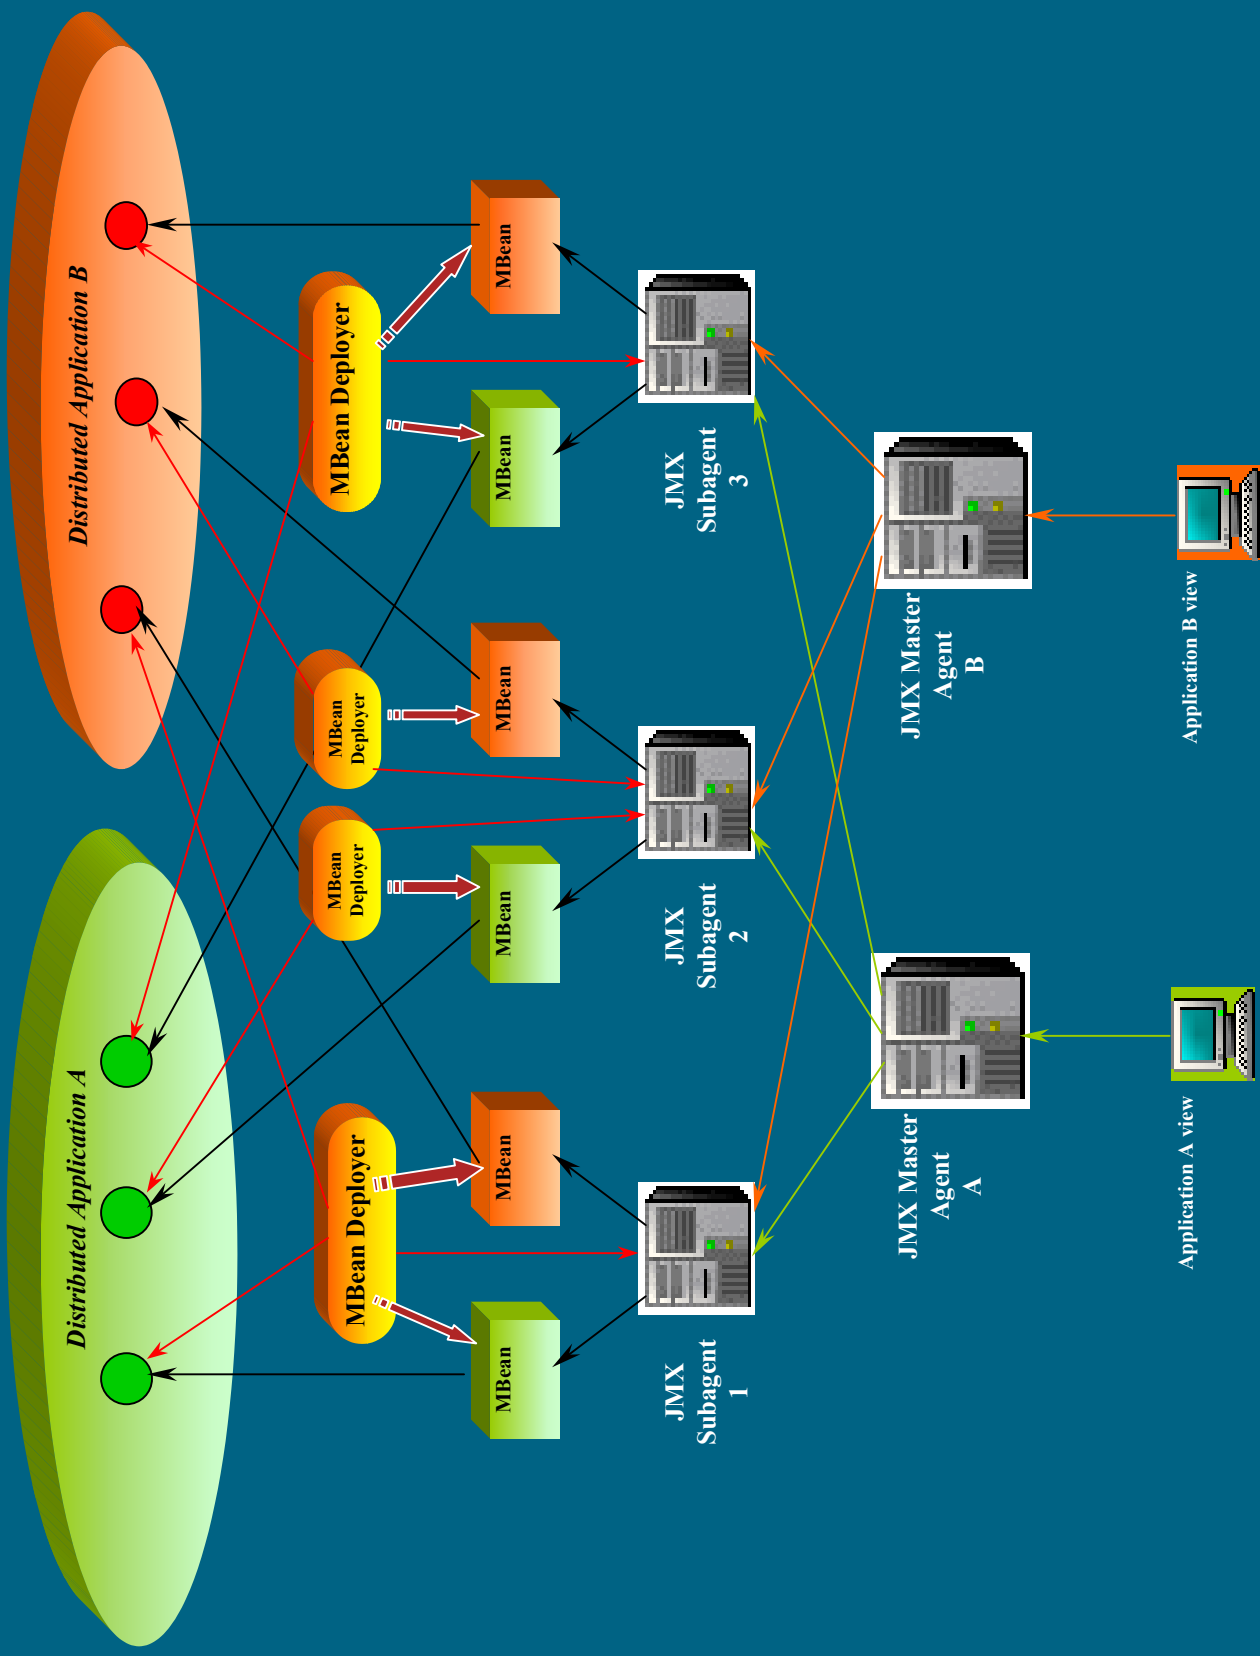 Distributed Application A
Distributed Application B
MBean Deployer
MBean
Deployer
MBean
Deployer
MBean Deployer
MBean
MBean
MBean
MBean
MBean
MBean
JMX
Subagent
1
JMX
Subagent
2
JMX
Subagent
3
JMX Master
Agent
A
JMX Master
Agent
B
Application A view
Application B view